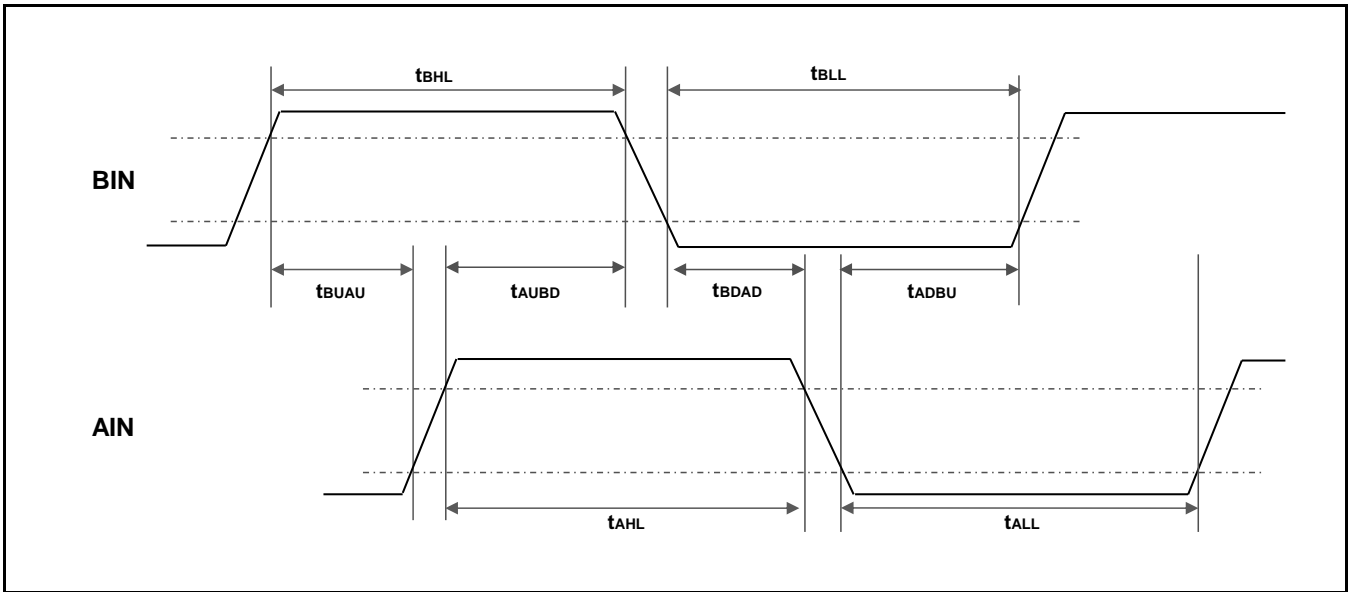 tBHL
tBLL
BIN
tBUAU
tAUBD
tBDAD
tADBU
AIN
tAHL
tALL